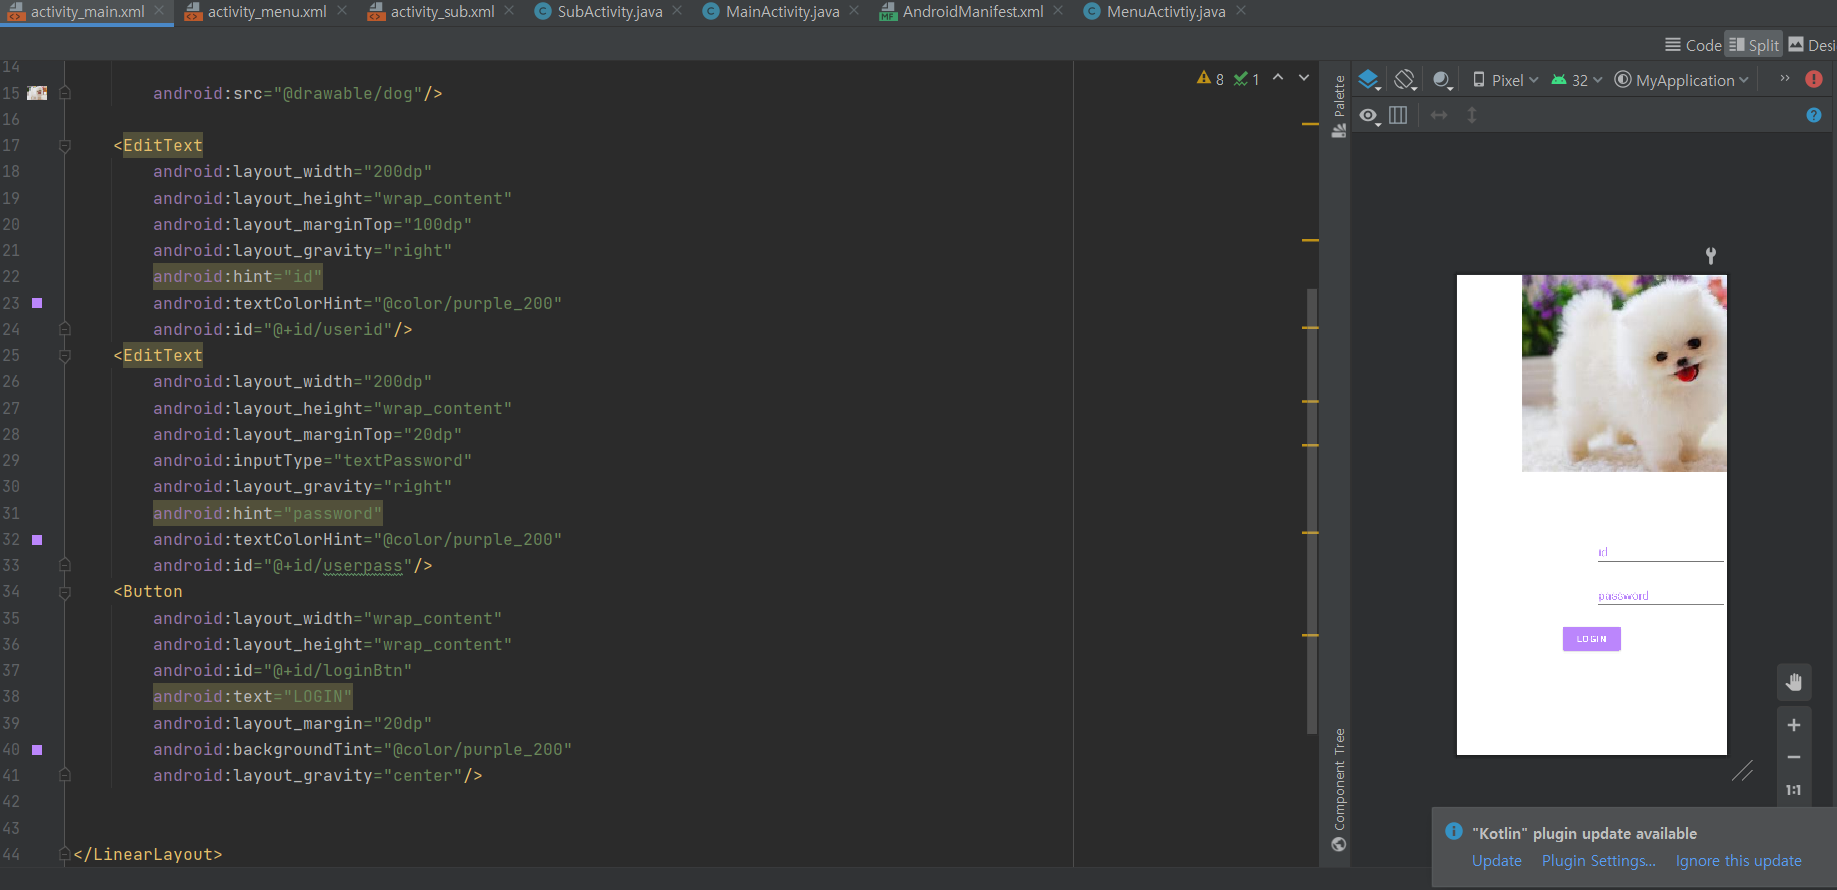 activity_main.xml activity_menu.xml activity_sub.xml SubActivity.java MainActivity.java AndroidManifest.xml MenuActivtiy.java
Code Split Desi
8 1 Pixel 32 MyApplication
Palette
14
15 android:src="@drawable/dog"/>
16
17 <EditText
18 android:layout_width="200dp"
19 android:layout_height="wrap_content"
20 android:layout_marginTop="100dp"
21 android:layout_gravity="right"
22 android:hint="id"
23 android:textColorHint="@color/purple_200"
24 android:id="@+id/userid"/>
25 <EditText
26 android:layout_width="200dp"
27 android:layout_height="wrap_content"
28 android:layout_marginTop="20dp"
29 android:inputType="textPassword"
30 android:layout_gravity="right"
31 android:hint="password"
32 android:textColorHint="@color/purple_200"
33 android:id="@+id/userpass"/>
34 <Button
35 android:layout_width="wrap_content"
36 android:layout_height="wrap_content"
37 android:id="@+id/loginBtn"
38 android:text="LOGIN"
39 android:layout_margin="20dp"
40 android:backgroundTint="@color/purple_200"
41 android:layout_gravity="center"/>
42
43
44 </LinearLayout>
Component Tree
id
password
LOGIN
1:1
"Kotlin" plugin update available
Update Plugin Settings... Ignore this update